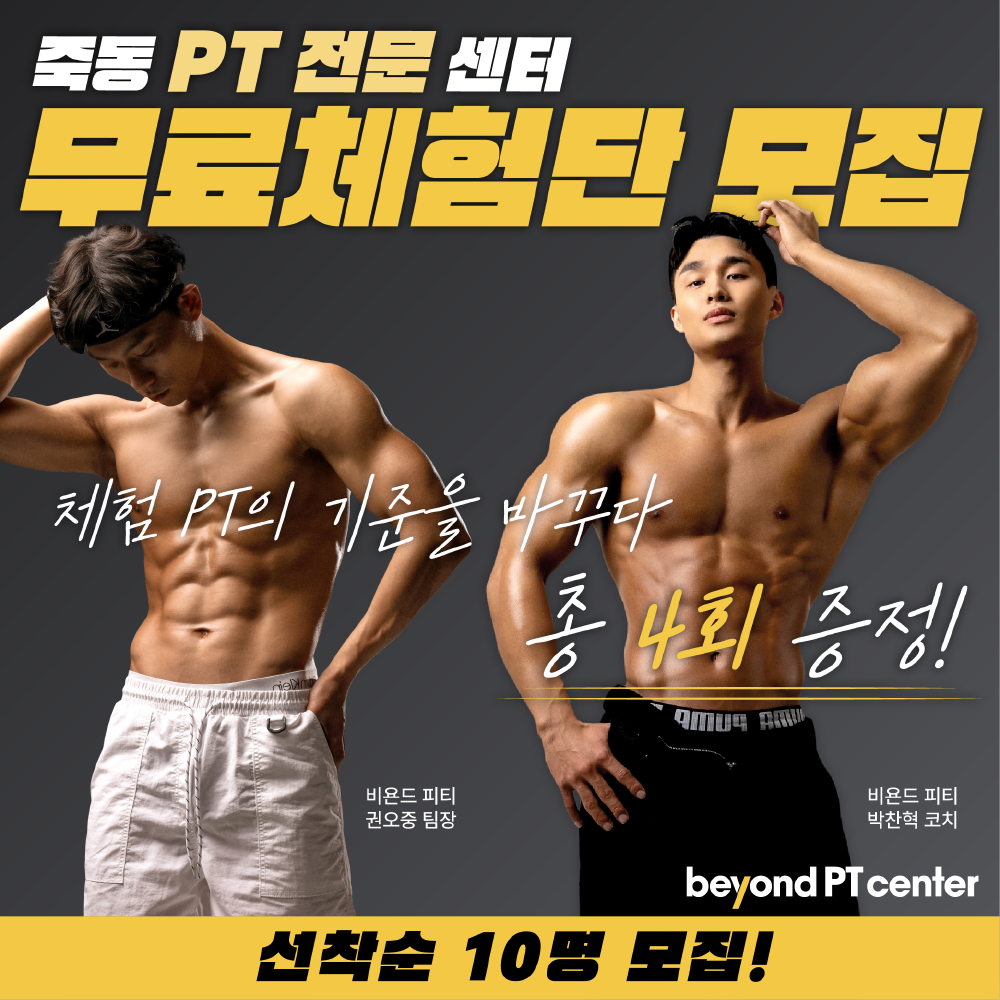 죽동 PT 전문 센터
무료체험단 모집
체험 PT의 기준을 바꾸다
총 4회 증정!
비욘드 피티
권오중 팀장
비욘드 피티
박찬혁 코치
beyond PT center
선착순 10명 모집!